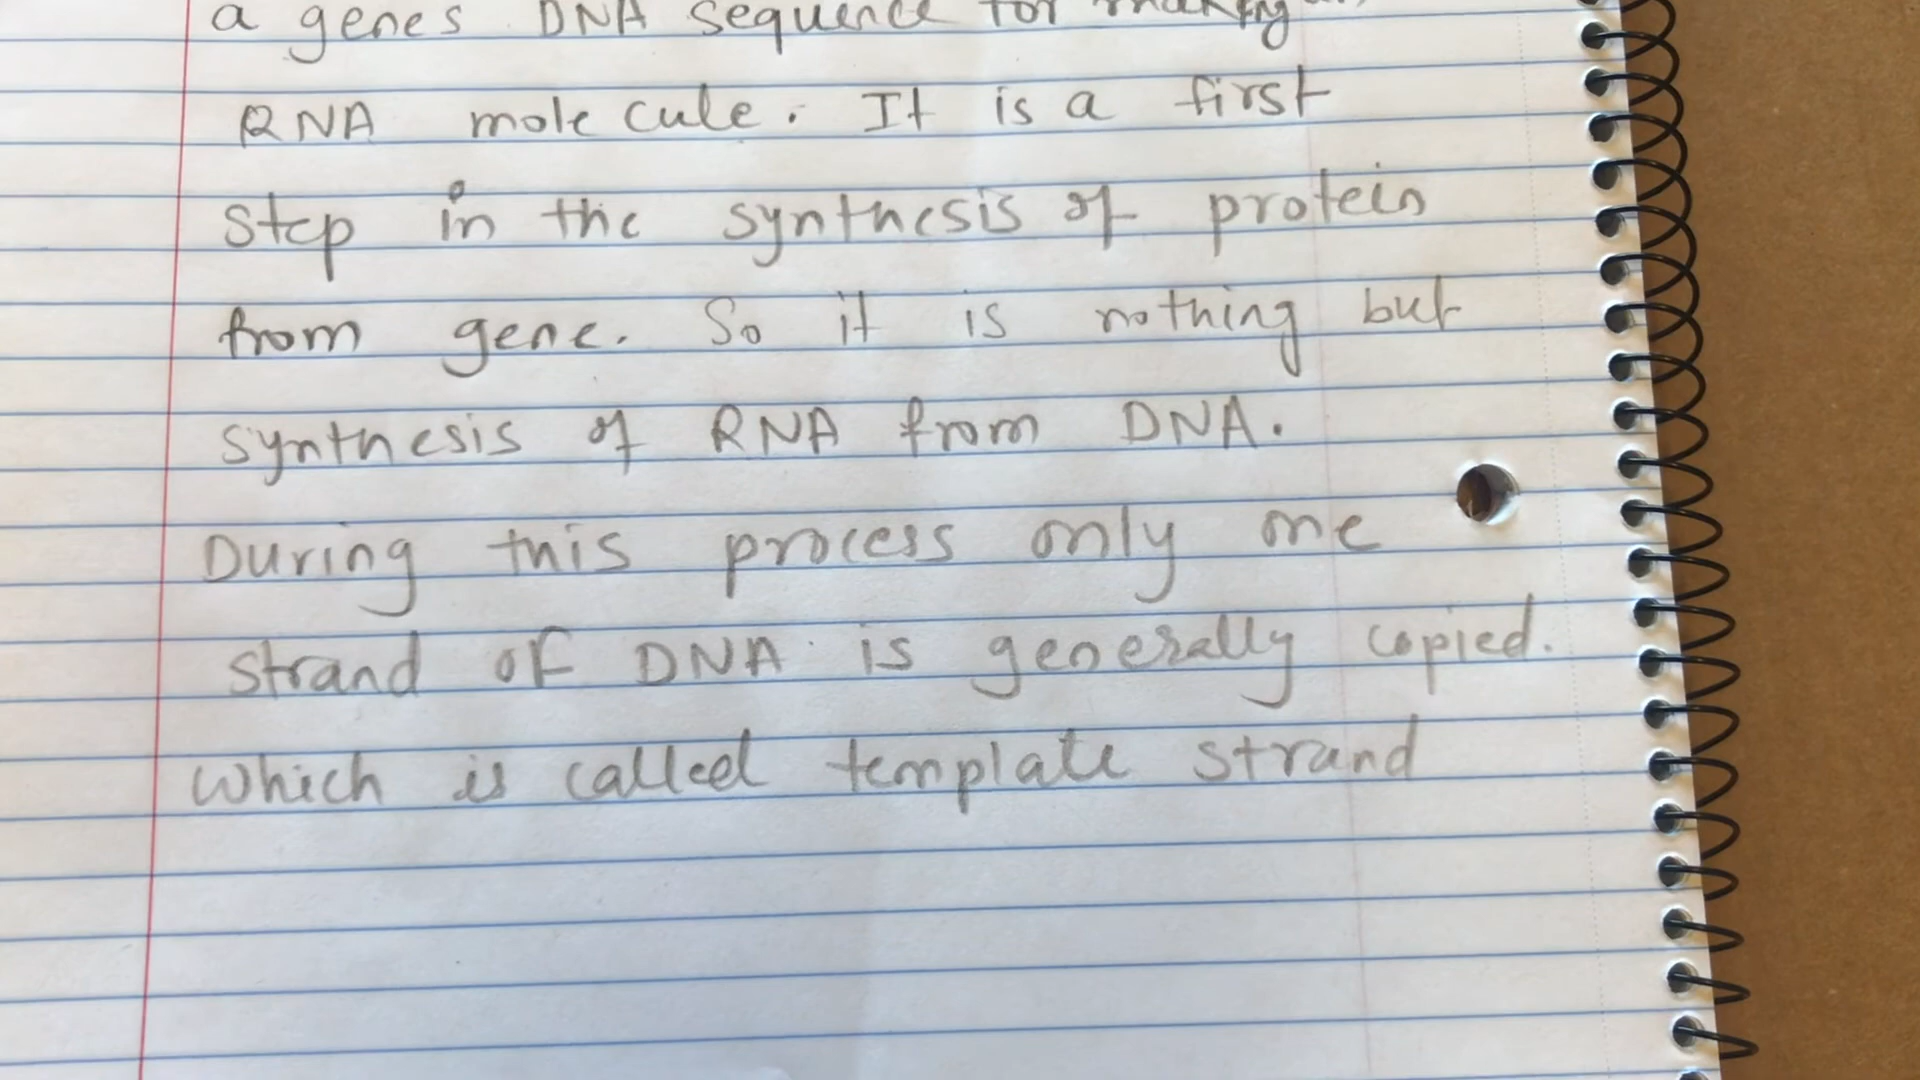 a genes DNA sequence for making an
RNA molecule. It is a first
step in the synthesis of protein
from gene. So it is nothing but
synthesis of RNA from DNA.
During this process only one
strand of DNA is generally copied.
which is called template strand